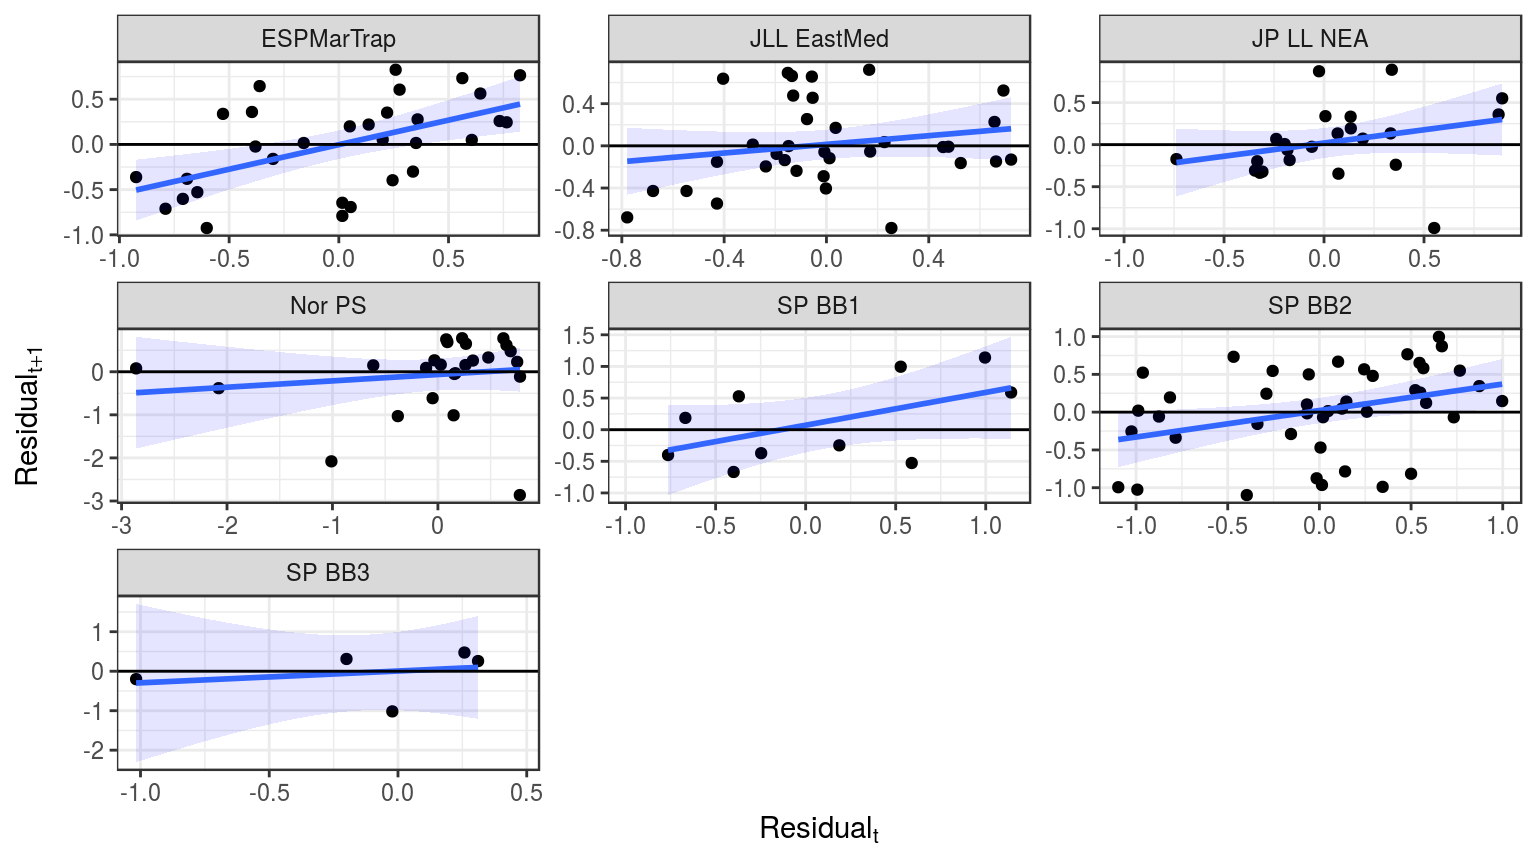 ESPMarTrap JLL EastMed JP LL NEA
0.5 0.4 0.5
0.0 0.0 0.0
-0.5 -0.4 -0.5
-1.0 -0.8 -1.0
-1.0 -0.5 0.0 0.5 -0.8 -0.4 0.0 0.4 -1.0 -0.5 0.0 0.5
Nor PS SP BB1 SP BB2
0 1.5 1.0
-1 1.0 0.5
-2 0.5 0.0
-3 0.0 -0.5
-0.5 -1.0
-1.0
-3 -2 -1 0 -1.0 -0.5 0.0 0.5 1.0 -1.0 -0.5 0.0 0.5 1.0
Residualt+1
SP BB3
1
0
-1
-2
-1.0 -0.5 0.0 0.5
Residualt